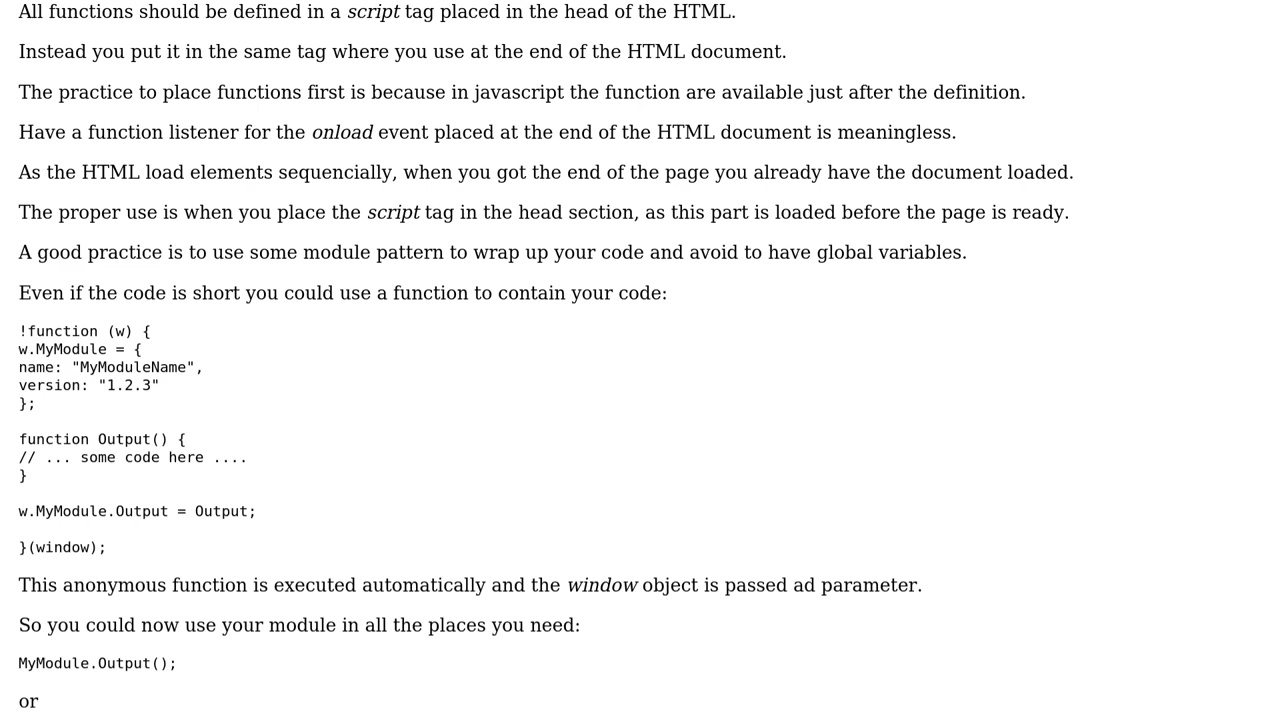 All functions should be defined in a script tag placed in the head of the HTML.
Instead you put it in the same tag where you use at the end of the HTML document.
The practice to place functions first is because in javascript the function are available just after the definition.
Have a function listener for the onload event placed at the end of the HTML document is meaningless.
As the HTML load elements sequencially, when you got the end of the page you already have the document loaded.
The proper use is when you place the script tag in the head section, as this part is loaded before the page is ready.
A good practice is to use some module pattern to wrap up your code and avoid to have global variables.
Even if the code is short you could use a function to contain your code:
!function (w) {
w.MyModule = {
name: "MyModuleName",
version: "1.2.3"
};
function Output() {
// ... some code here ....
}
w.MyModule.Output = Output;
}(window);
This anonymous function is executed automatically and the window object is passed ad parameter.
So you could now use your module in all the places you need:
MyModule.Output();
or